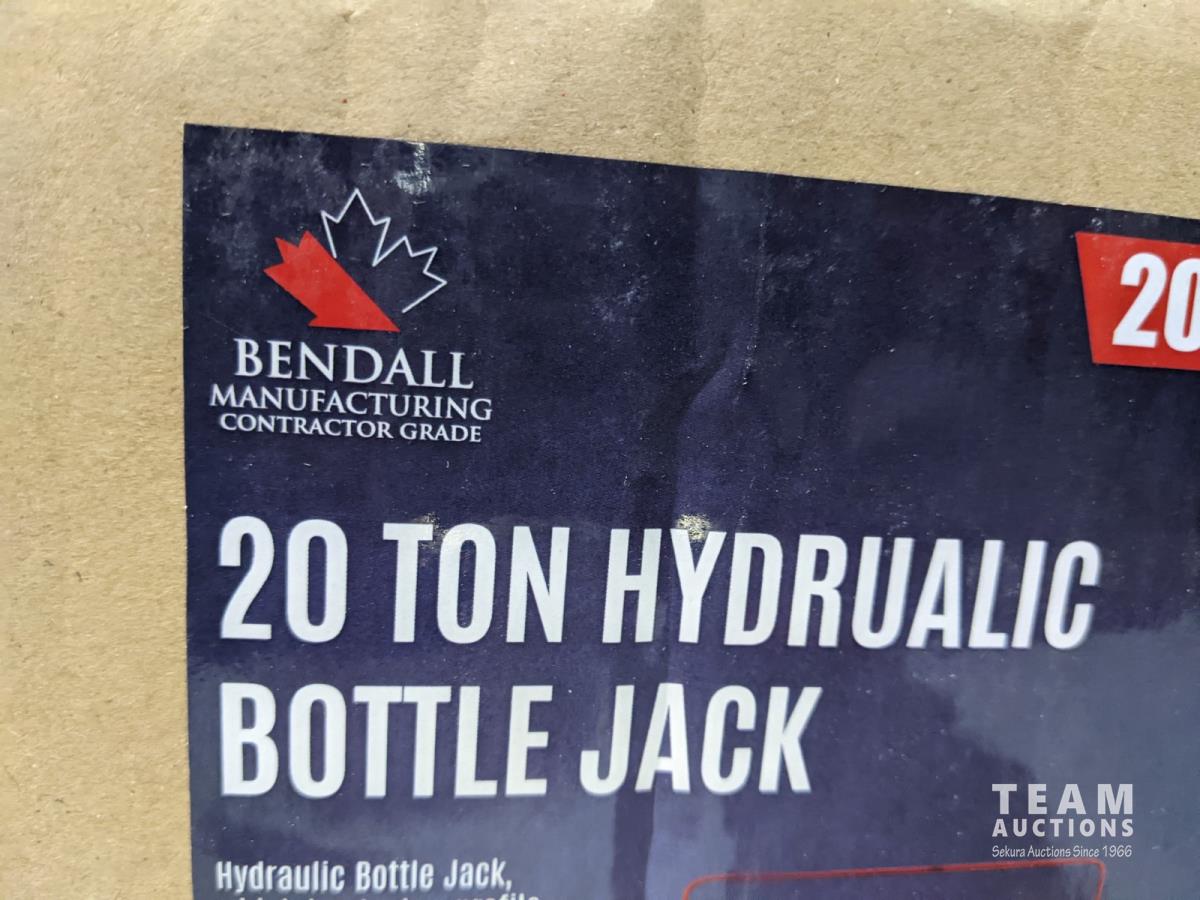 BENDALL
MANUFACTURING
CONTRACTOR GRADE
20
20 TON HYDRUALIC
BOTTLE JACK
Hydraulic Bottle Jack,
TEAM
AUCTIONS
Sekura Auctions Since 1966